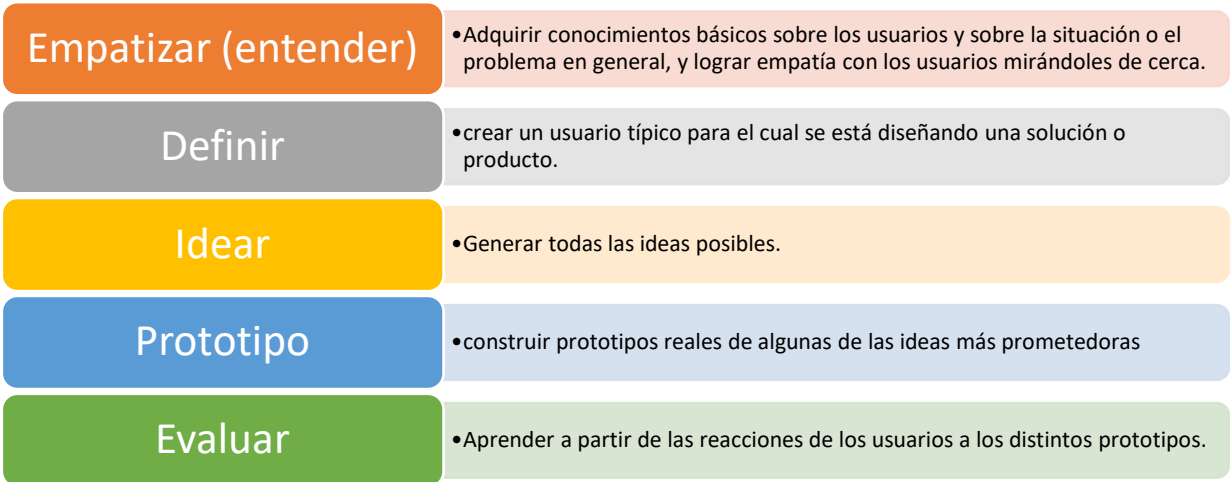 Empatizar (entender)
•Adquirir conocimientos básicos sobre los usuarios y sobre la situación o el
problema en general, y lograr empatía con los usuarios mirándoles de cerca.
Definir
•crear un usuario típico para el cual se está diseñando una solución o
producto.
Idear
•Generar todas las ideas posibles.
Prototipo
•construir prototipos reales de algunas de las ideas más prometedoras
Evaluar
•Aprender a partir de las reacciones de los usuarios a los distintos prototipos.